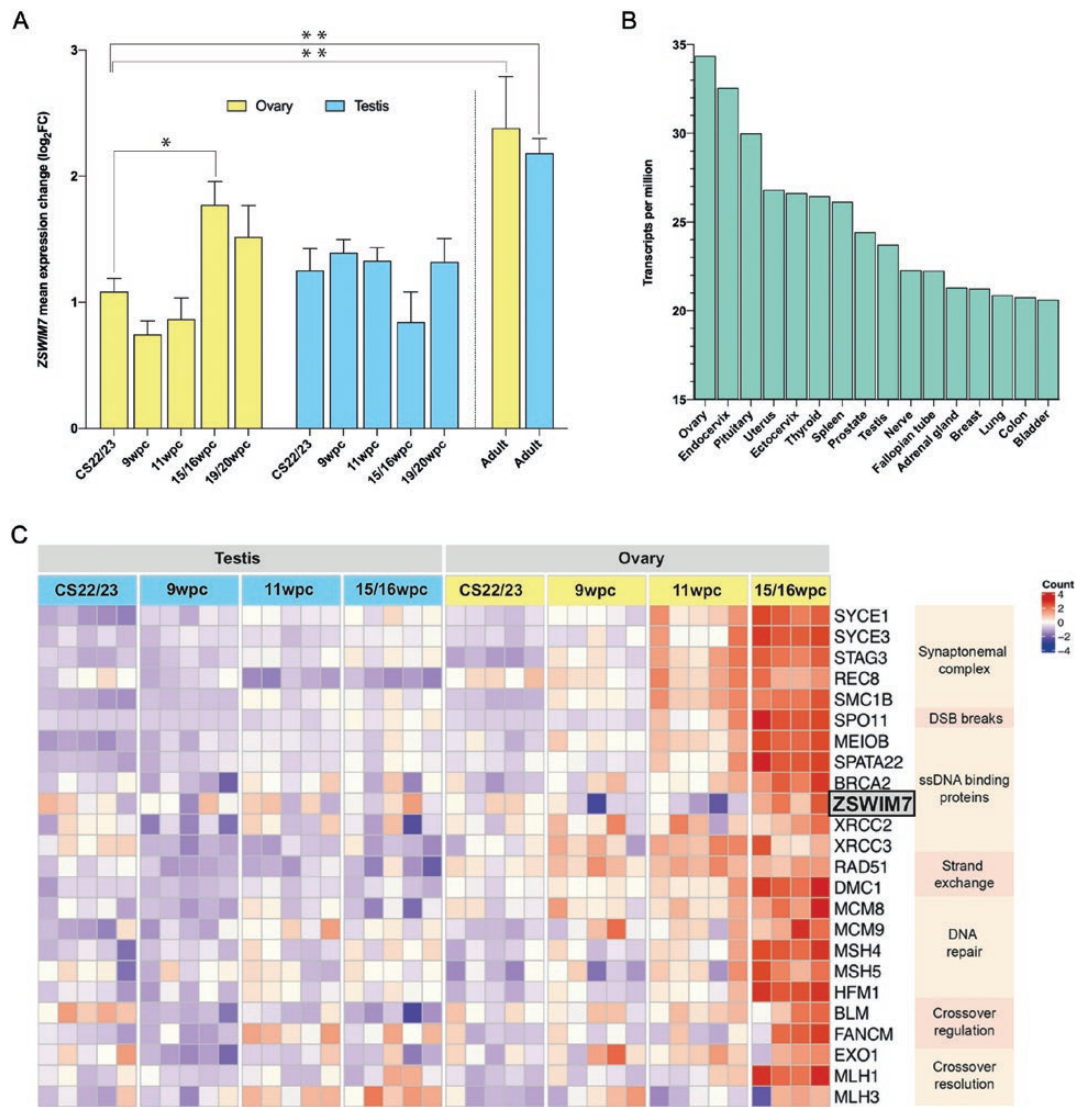 A
ZSWIM7 mean expression change (log2FC)
3
2
1
0
* *
* *
*
Ovary
Testis
CS22/23
9wpc
11wpc
15/16wpc
19/20wpc
CS22/23
9wpc
11wpc
15/16wpc
19/20wpc
Adult
Adult
B
Transcripts per million
35
30
25
20
15
Ovary
Endocervix
Pituitary
Uterus
Ectocervix
Thyroid
Spleen
Prostate
Testis
Nerve
Fallopian tube
Adrenal gland
Breast
Lung
Colon
Bladder
C
Testis
Ovary
CS22/23
9wpc
11wpc
15/16wpc
CS22/23
9wpc
11wpc
15/16wpc
SYCE1
SYCE3
STAG3
REC8
SMC1B
SPO11
MEIOB
SPATA22
BRCA2
ZSWIM7
XRCC2
XRCC3
RAD51
DMC1
MCM8
MCM9
MSH4
MSH5
HFM1
BLM
FANCM
EXO1
MLH1
MLH3
Synaptonemal
complex
DSB breaks
ssDNA binding
proteins
Strand
exchange
DNA
repair
Crossover
regulation
Crossover
resolution
Count
4
2
0
−2
−4